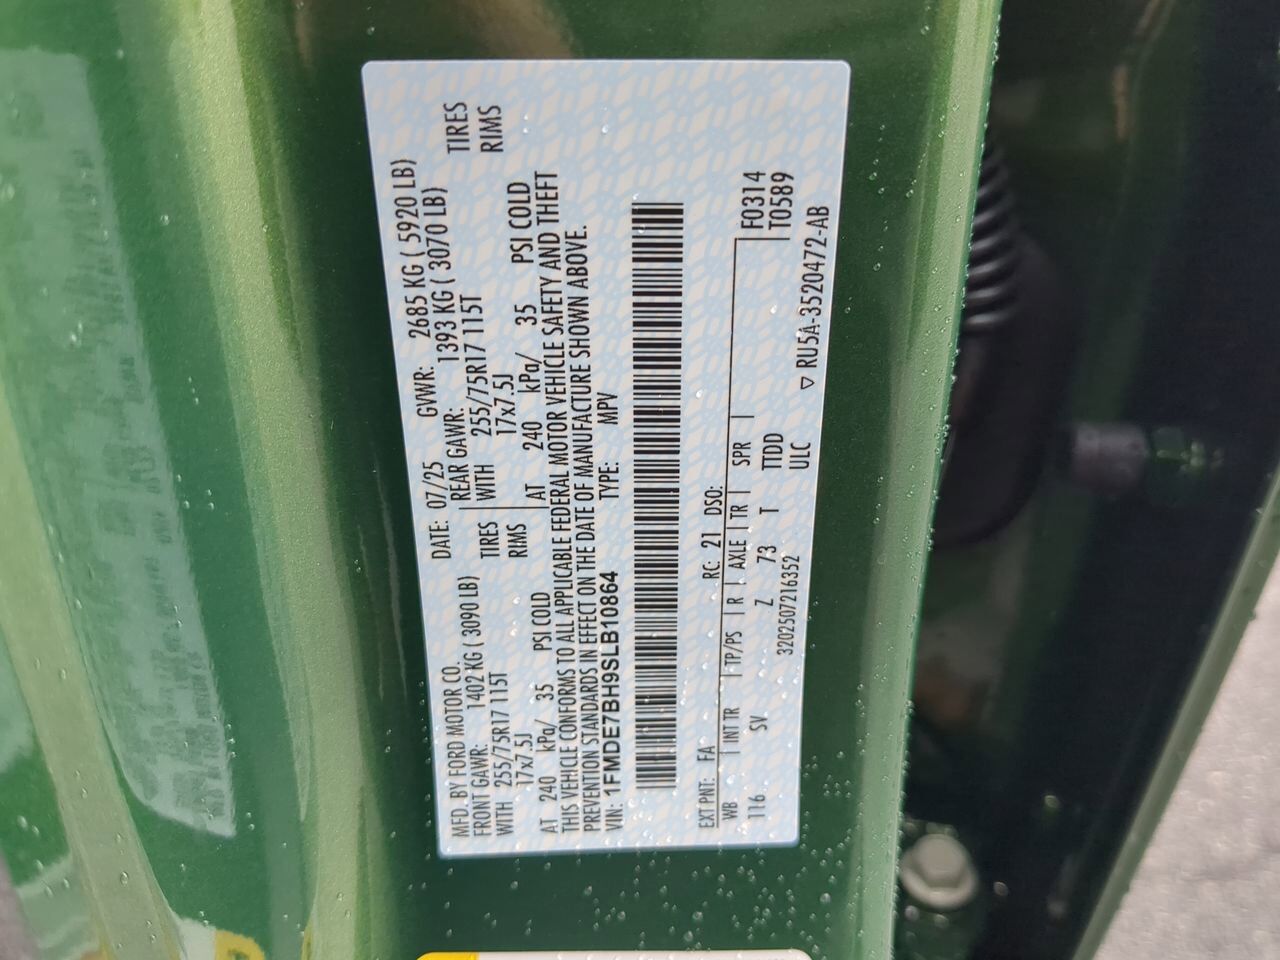 MFD. BY FORD MOTOR CO.
DATE: 07/25 GVWR: 2685 KG ( 5920 LB)
FRONT GAWR: 1402 KG ( 3090 LB) REAR GAWR: 1393 KG ( 3070 LB)
WITH 255/75R17 115T TIRES WITH 255/75R17 115T TIRES
17x7.5J RIMS 17x7.5J RIMS
AT 240 kPa/ 35 PSI COLD AT 240 kPa/ 35 PSI COLD
THIS VEHICLE CONFORMS TO ALL APPLICABLE FEDERAL MOTOR VEHICLE SAFETY AND THEFT
PREVENTION STANDARDS IN EFFECT ON THE DATE OF MANUFACTURE SHOWN ABOVE.
VIN: 1FMDE7BH9SLB10864 TYPE: MPV
EXT PNT: FA RC: 21 DSO: F0314
WB INT TR TP/PS R AXLE TR SPR T0589
116 SV Z 73 T TTDD
3202507216352 ULC
▽ RU5A-3520472-AB